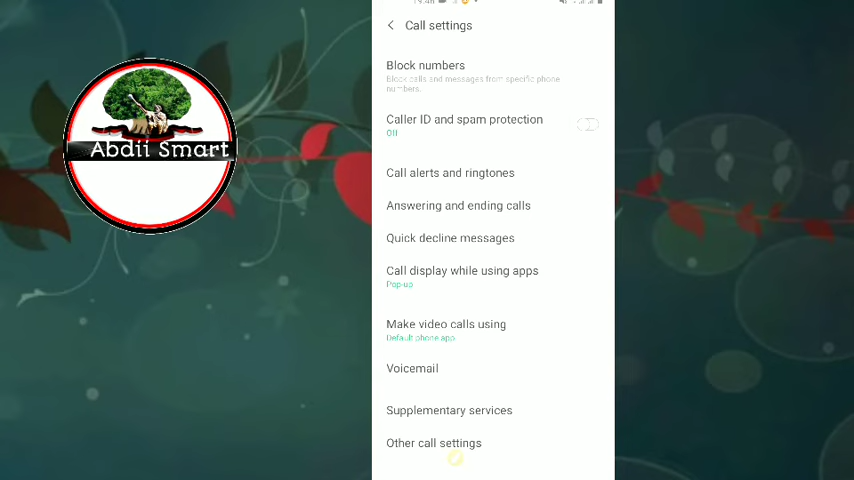 Call settings
Block numbers
Block calls and messages from specific phone
numbers.
Caller ID and spam protection
Off
Call alerts and ringtones
Answering and ending calls
Quick decline messages
Call display while using apps
Pop-up
Make video calls using
Default phone app
Voicemail
Supplementary services
Other call settings
Abdii Smart